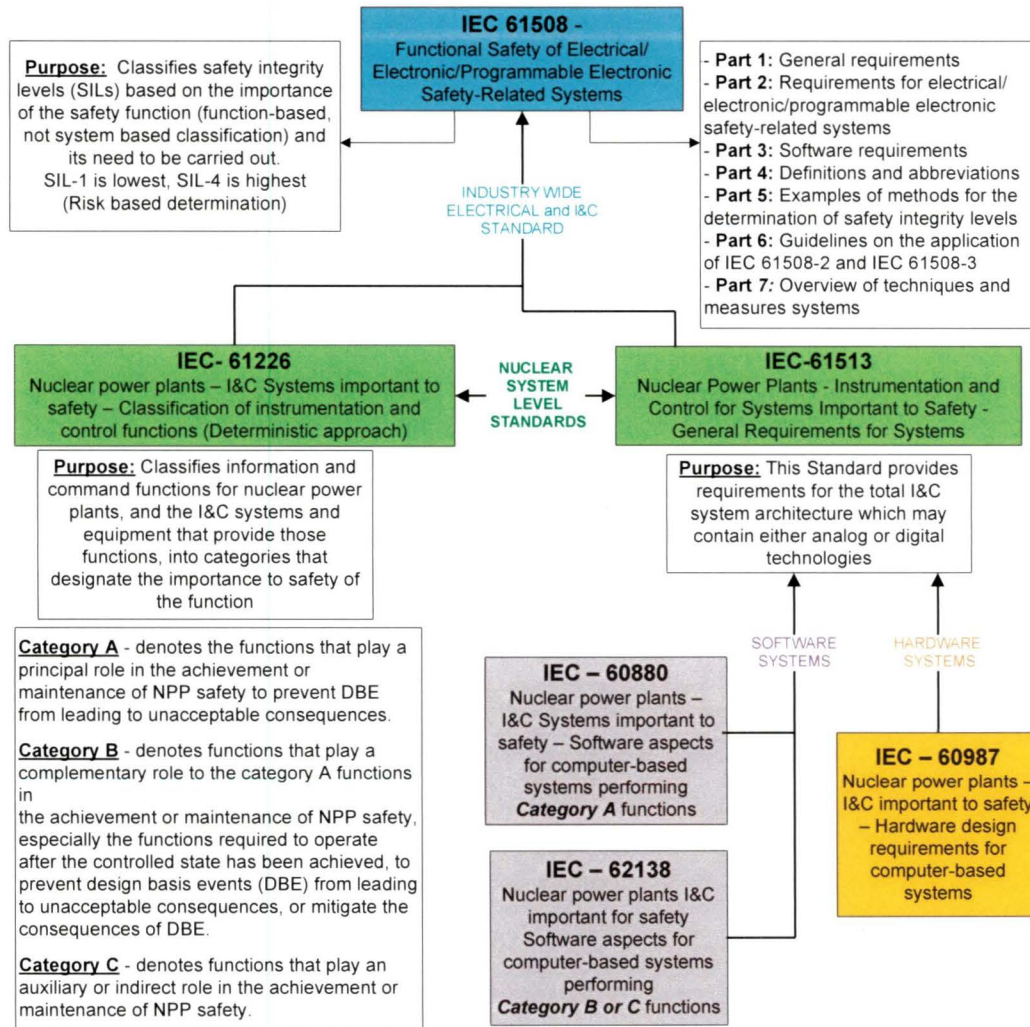 IEC 61508 -
Functional Safety of Electrical/
Electronic/Programmable Electronic
Safety-Related Systems
Purpose: Classifies safety integrity
levels (SILs) based on the importance
of the safety function (function-based,
not system based classification) and
its need to be carried out.
SIL-1 is lowest, SIL-4 is highest
(Risk based determination)
- Part 1: General requirements
- Part 2: Requirements for electrical/
electronic/programmable electronic
safety-related systems
- Part 3: Software requirements
- Part 4: Definitions and abbreviations
- Part 5: Examples of methods for the
determination of safety integrity levels
- Part 6: Guidelines on the application
of IEC 61508-2 and IEC 61508-3
- Part 7: Overview of techniques and
measures systems
INDUSTRY WIDE
ELECTRICAL and I&C
STANDARD
IEC- 61226
Nuclear power plants – I&C Systems important to
safety – Classification of instrumentation and
control functions (Deterministic approach)
NUCLEAR
SYSTEM
LEVEL
STANDARDS
IEC-61513
Nuclear Power Plants - Instrumentation and
Control for Systems Important to Safety -
General Requirements for Systems
Purpose: Classifies information and
command functions for nuclear power
plants, and the I&C systems and
equipment that provide those
functions, into categories that
designate the importance to safety of
the function
Purpose: This Standard provides
requirements for the total I&C
system architecture which may
contain either analog or digital
technologies
Category A - denotes the functions that play a
principal role in the achievement or
maintenance of NPP safety to prevent DBE
from leading to unacceptable consequences.
Category B - denotes functions that play a
complementary role to the category A functions
in
the achievement or maintenance of NPP safety,
especially the functions required to operate
after the controlled state has been achieved, to
prevent design basis events (DBE) from leading
to unacceptable consequences, or mitigate the
consequences of DBE.
Category C - denotes functions that play an
auxiliary or indirect role in the achievement or
maintenance of NPP safety.
SOFTWARE
SYSTEMS
HARDWARE
SYSTEMS
IEC – 60880
Nuclear power plants –
I&C Systems important to
safety – Software aspects
for computer-based
systems performing
Category A functions
IEC – 62138
Nuclear power plants I&C
important for safety
Software aspects for
computer-based systems
performing
Category B or C functions
IEC – 60987
Nuclear power plants –
I&C important to safety
– Hardware design
requirements for
computer-based
systems